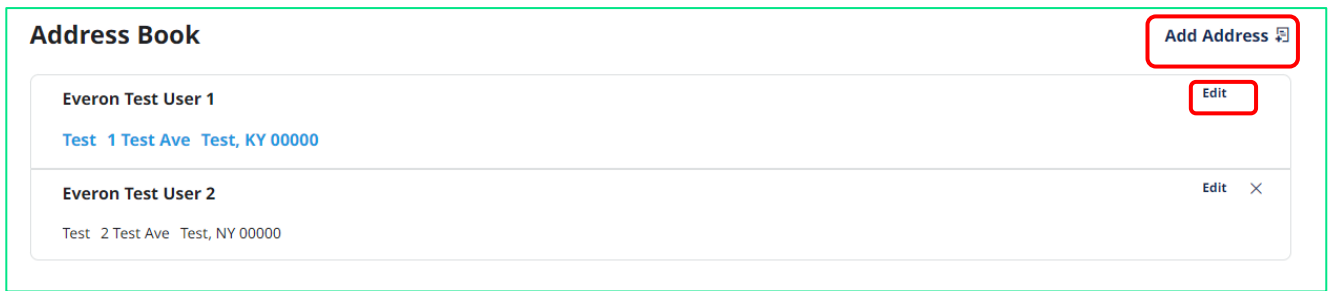 Address Book
Add Address
Everon Test User 1
Edit
Test 1 Test Ave Test, KY 00000
Everon Test User 2
Edit
Test 2 Test Ave Test, NY 00000